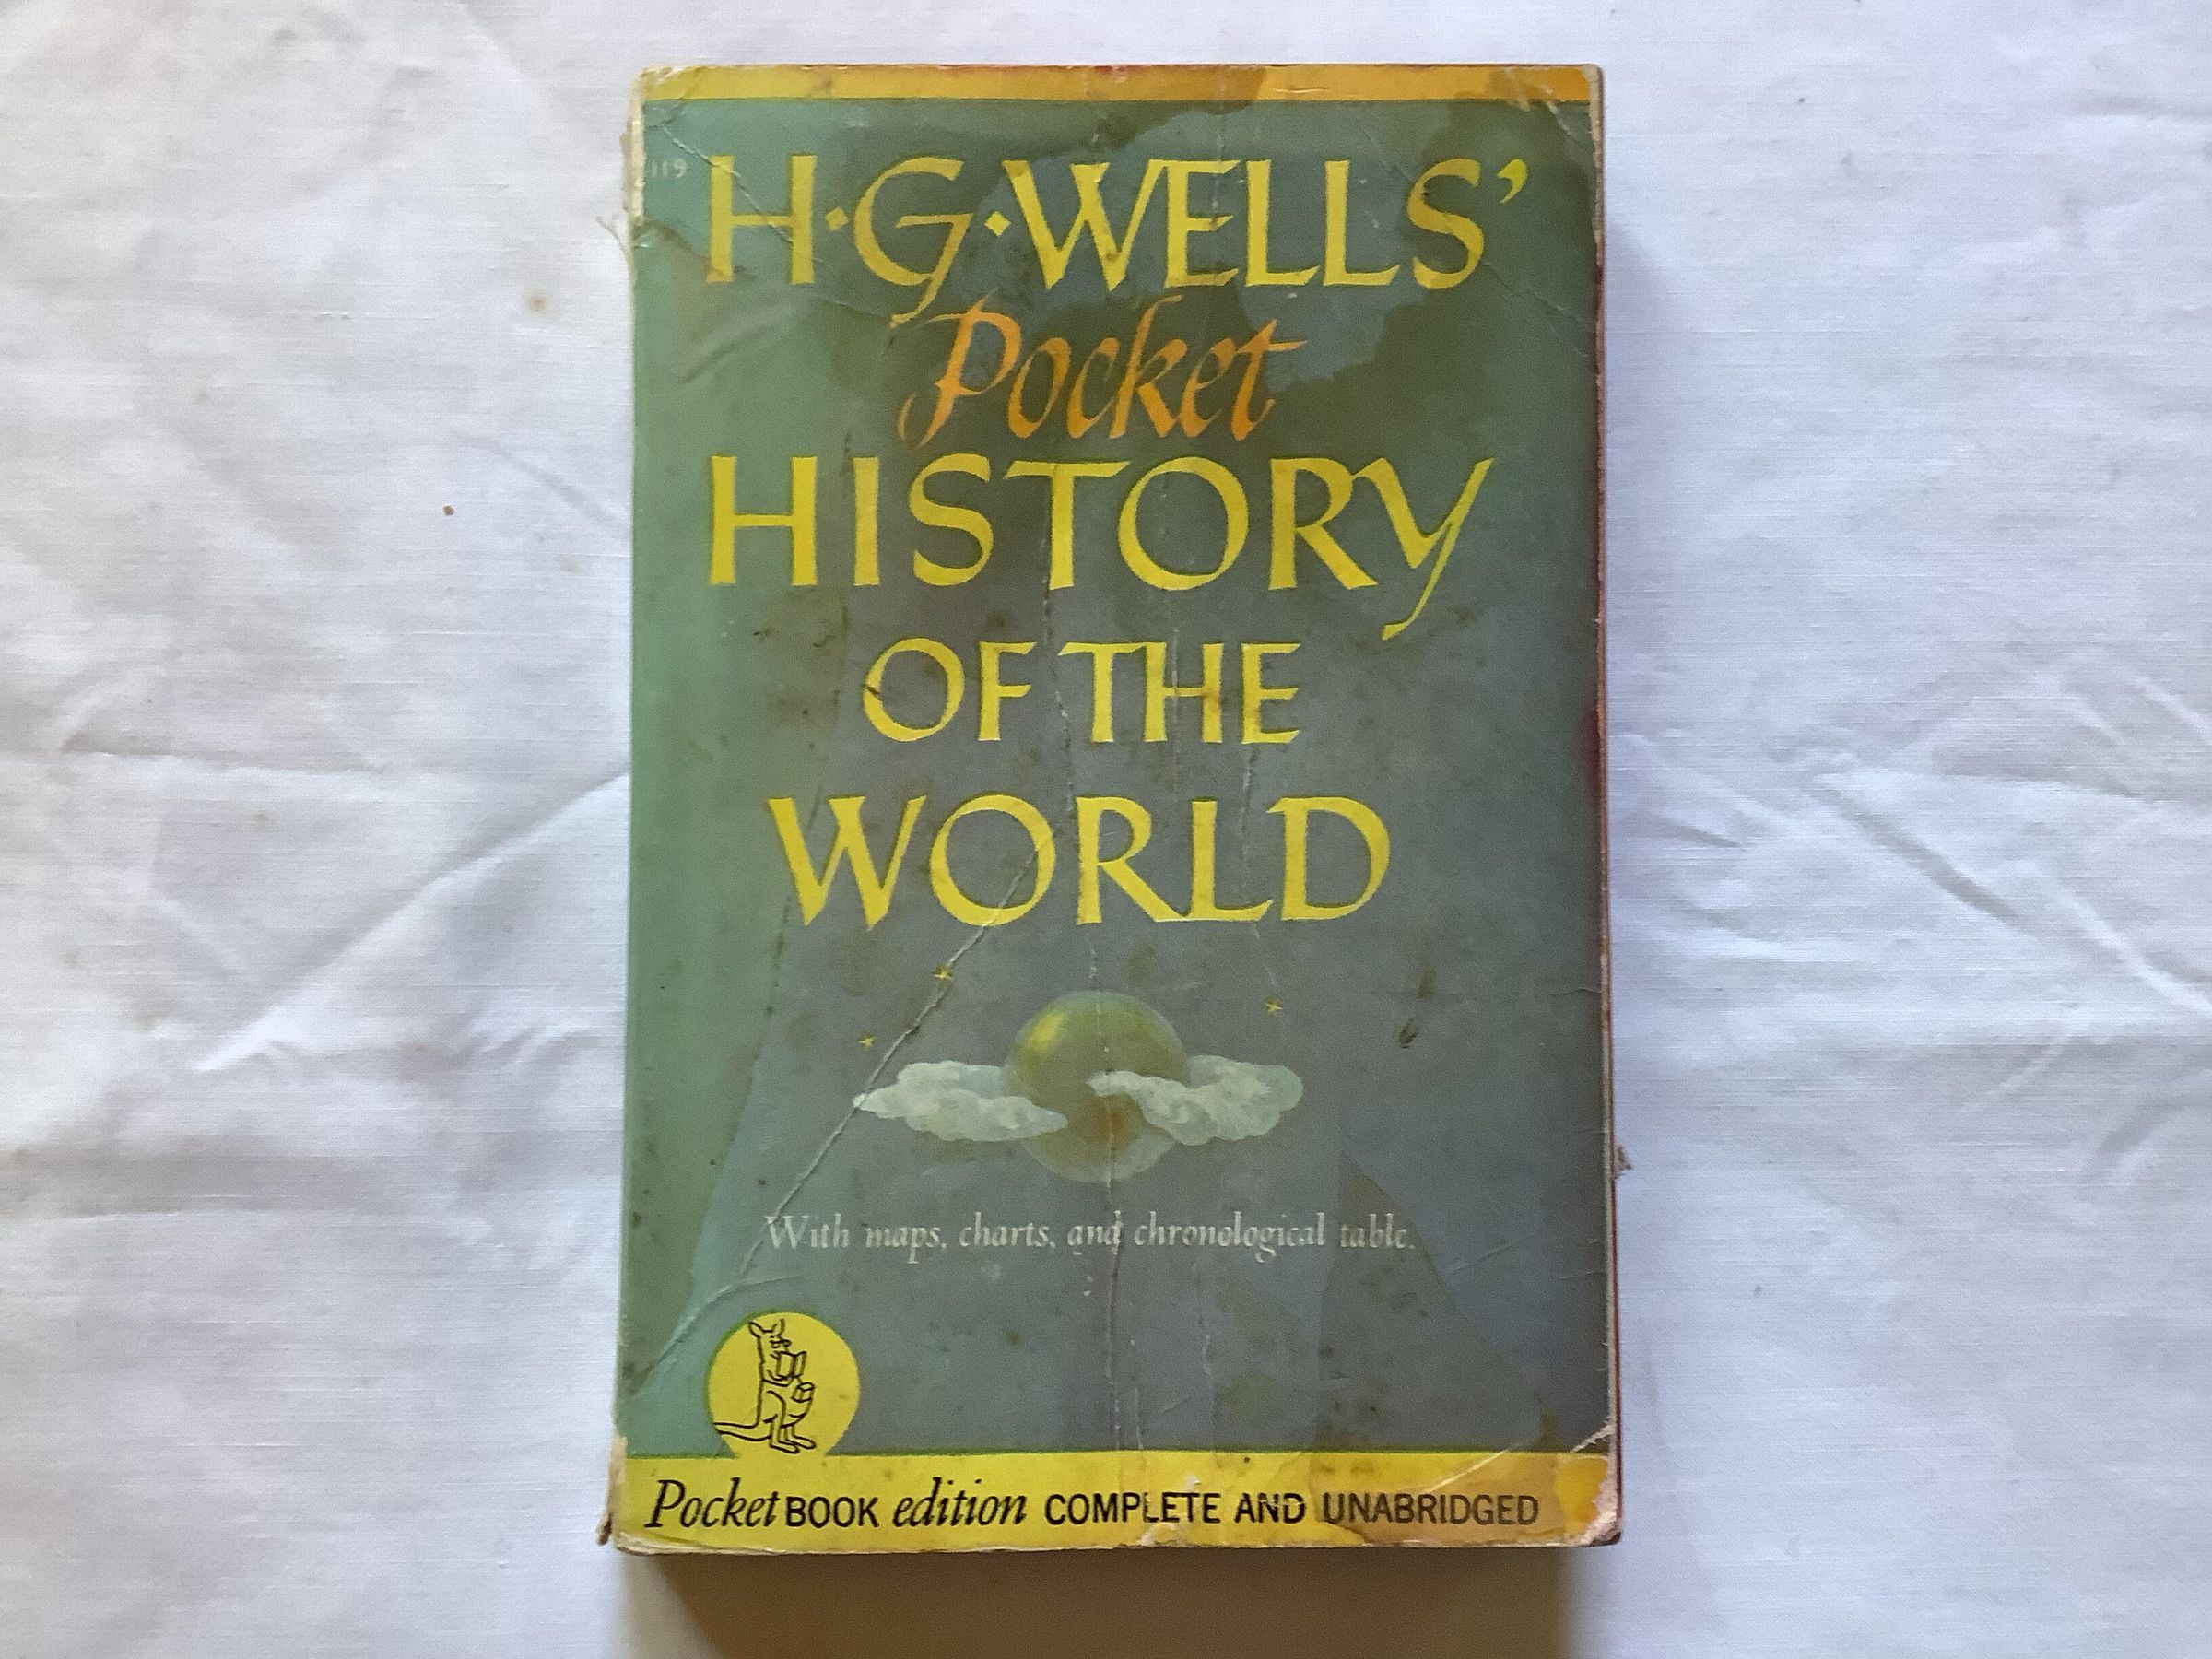 119
H·G·WELLS'
Pocket
HISTORY
OF THE
WORLD
With maps, charts, and chronological table.
Pocket BOOK edition COMPLETE AND UNABRIDGED